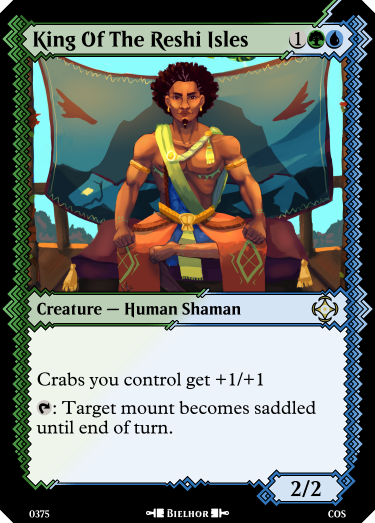 King Of The Reshi Isles 1
Creature — Human Shaman
Crabs you control get +1/+1
: Target mount becomes saddled
until end of turn.
2/2
0375 Bielhor COS